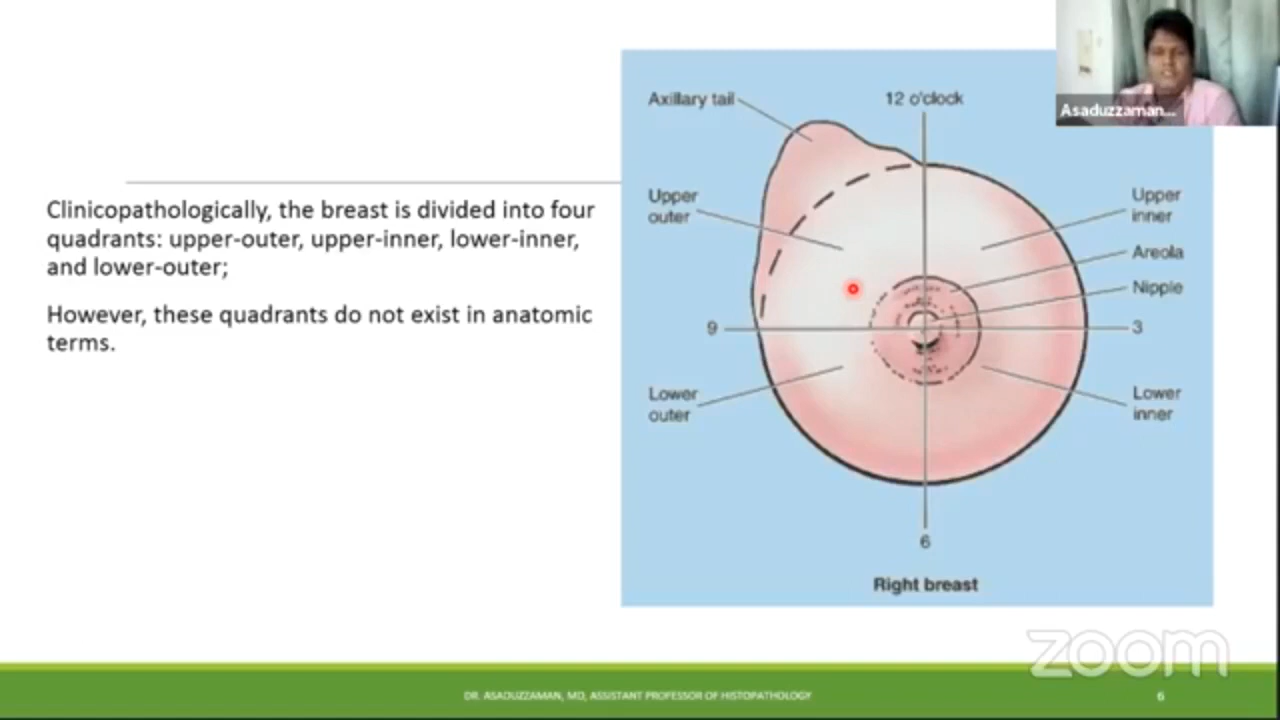 Clinicopathologically, the breast is divided into four
quadrants: upper-outer, upper-inner, lower-inner,
and lower-outer;
However, these quadrants do not exist in anatomic
terms.
Axillary tail
12 o'clock
Upper
outer
Upper
inner
Areola
Nipple
9
3
Lower
outer
Lower
inner
6
Right breast
Asaduzzaman...
zoom
DR. ASADUZZAMAN, MD, ASSISTANT PROFESSOR OF HISTOPATHOLOGY
6